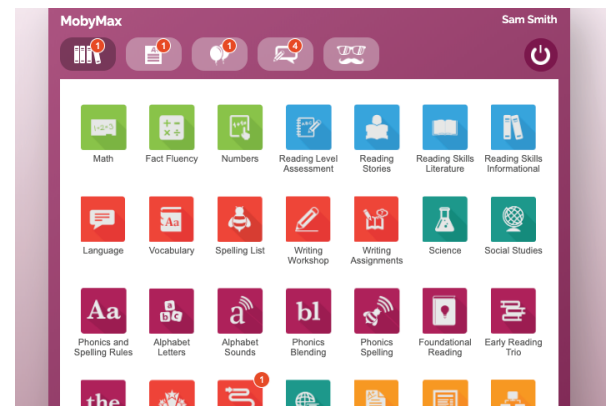 MobyMax
Sam Smith
1
1
1
4
1+2=3
Math
Fact Fluency
Numbers
Reading Level
Assessment
Reading
Stories
Reading Skills
Literature
Reading Skills
Informational
Aa
Language
Vocabulary
Spelling List
Writing
Workshop
Writing
Assignments
Science
Social Studies
Aa
a
B
C
a
bl
Phonics and
Spelling Rules
Alphabet
Letters
Alphabet
Sounds
Phonics
Blending
Phonics
Spelling
Foundational
Reading
Early Reading
Trio
1
the